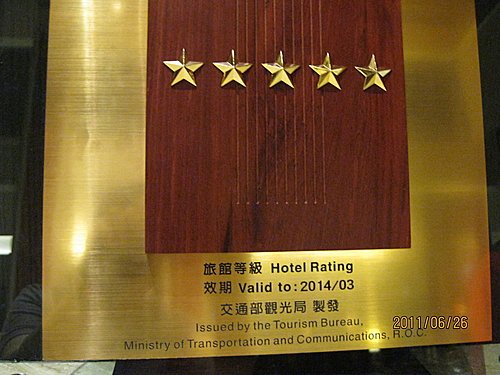 旅館等級 Hotel Rating
效期 Valid to: 2014/03
交通部觀光局 製發
Issued by the Tourism Bureau,
Ministry of Transportation and Communications, R.O.C.
2011/06/26